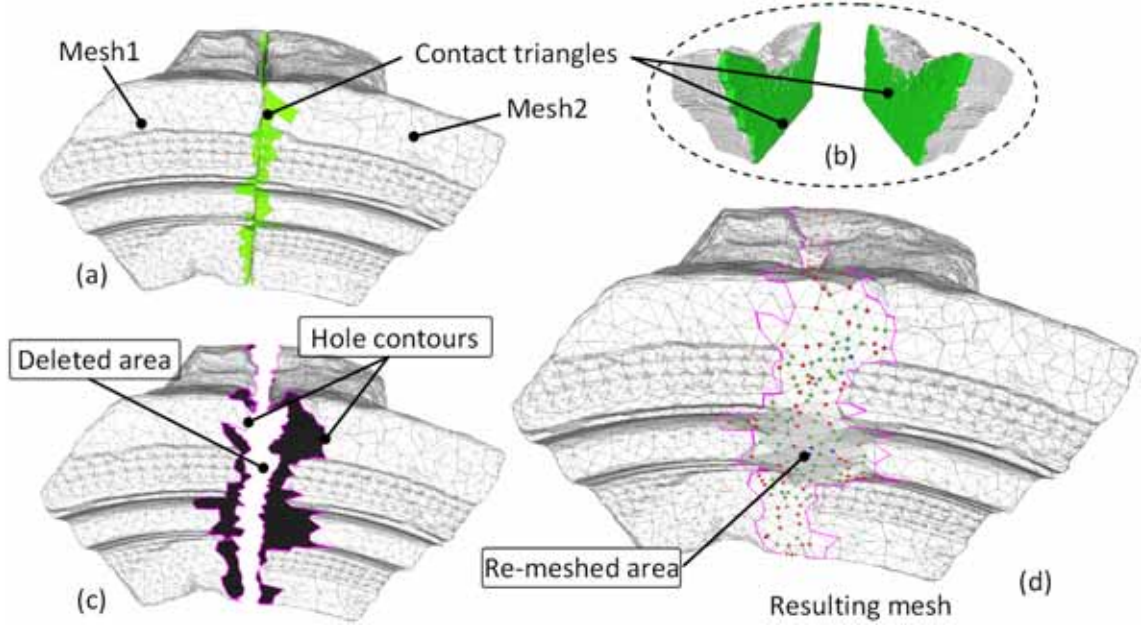 Mesh1
Contact triangles
Mesh2
(b)
(a)
Hole contours
Deleted area
Re-meshed area
(d)
(c)
Resulting mesh